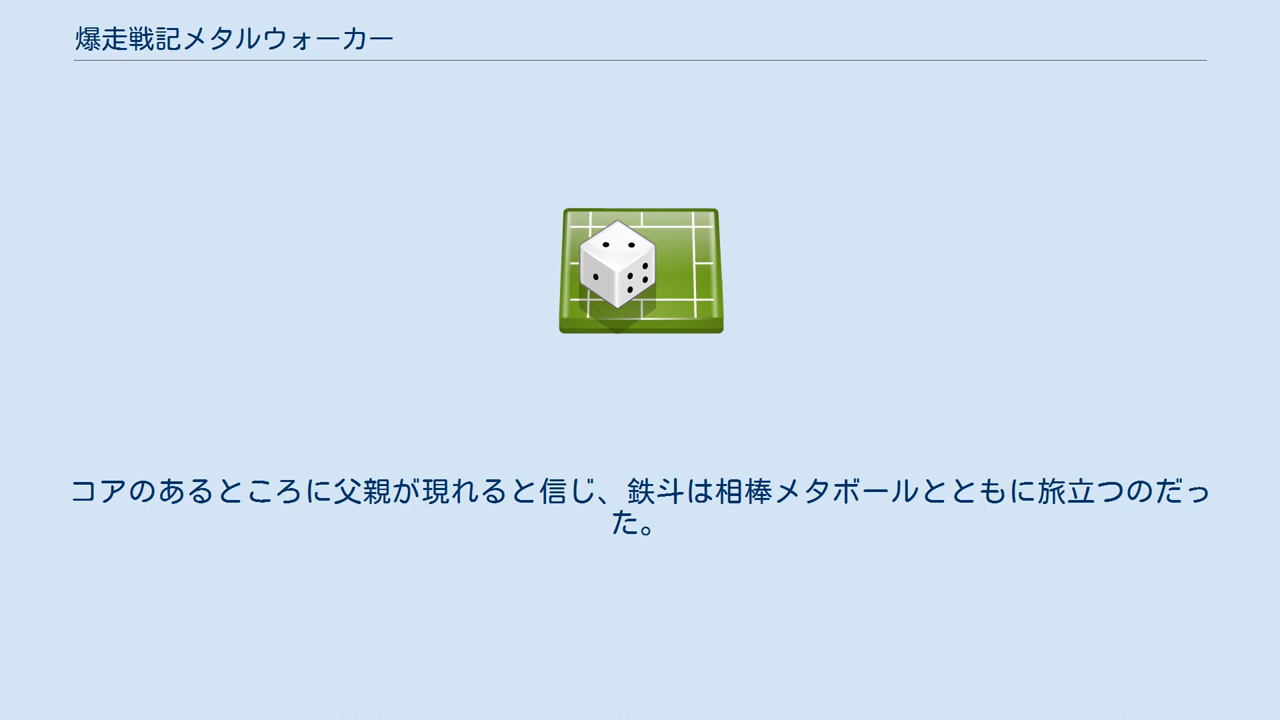 爆走戦記メタルウォーカー
コアのあるところに父親が現れると信じ、鉄斗は相棒メタボールとともに旅立つのだっ
た。